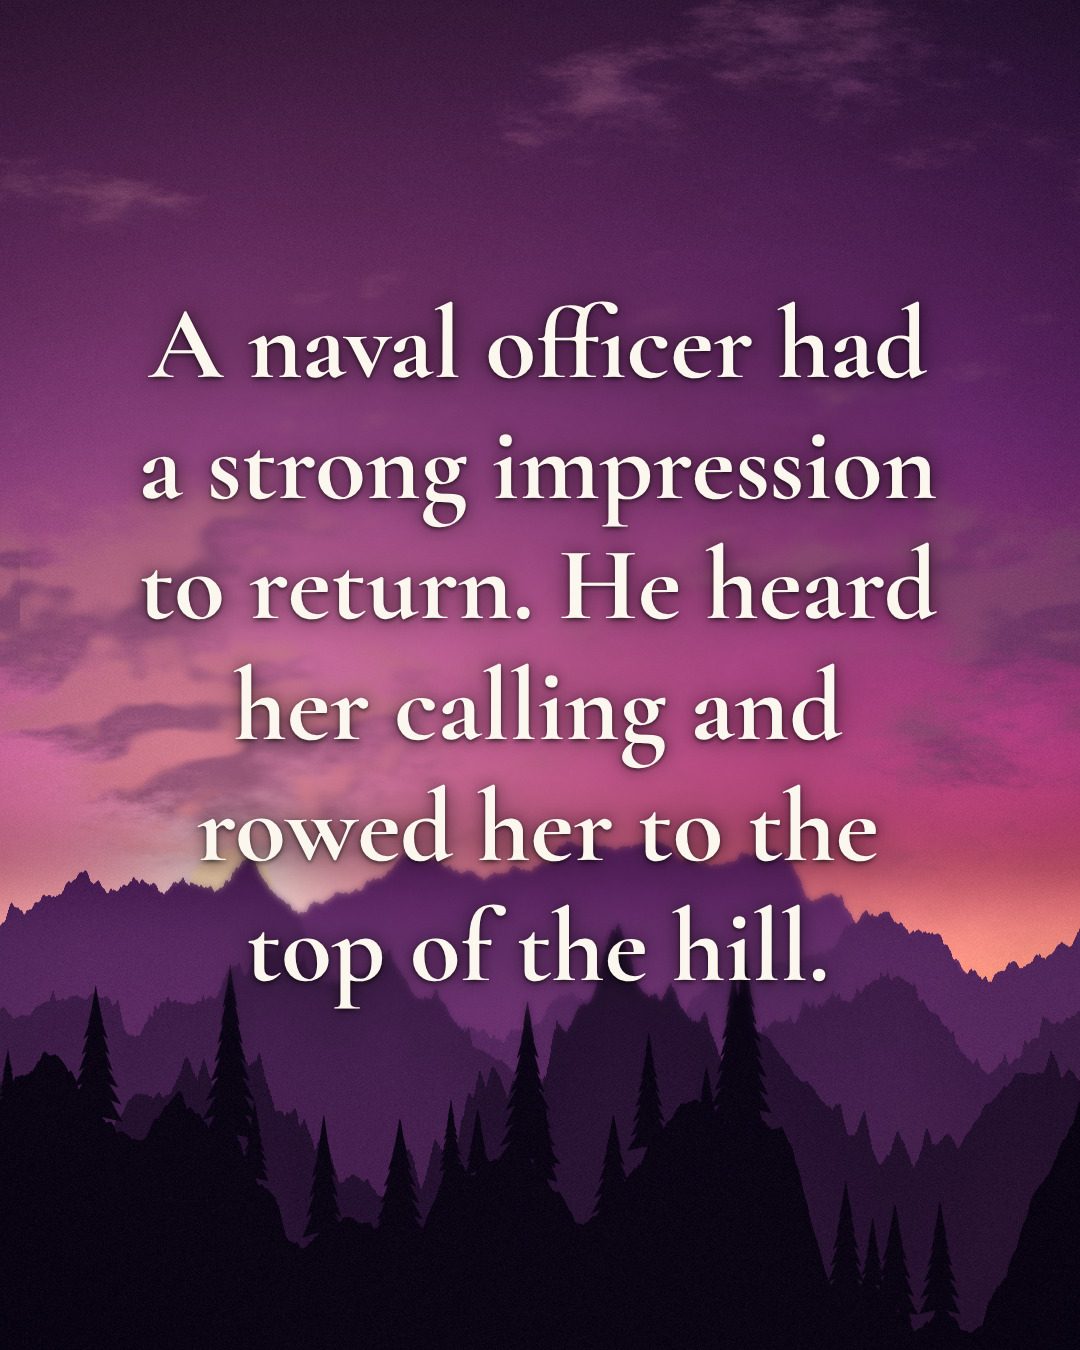 A naval officer had
a strong impression
to return. He heard
her calling and
rowed her to the
top of the hill.